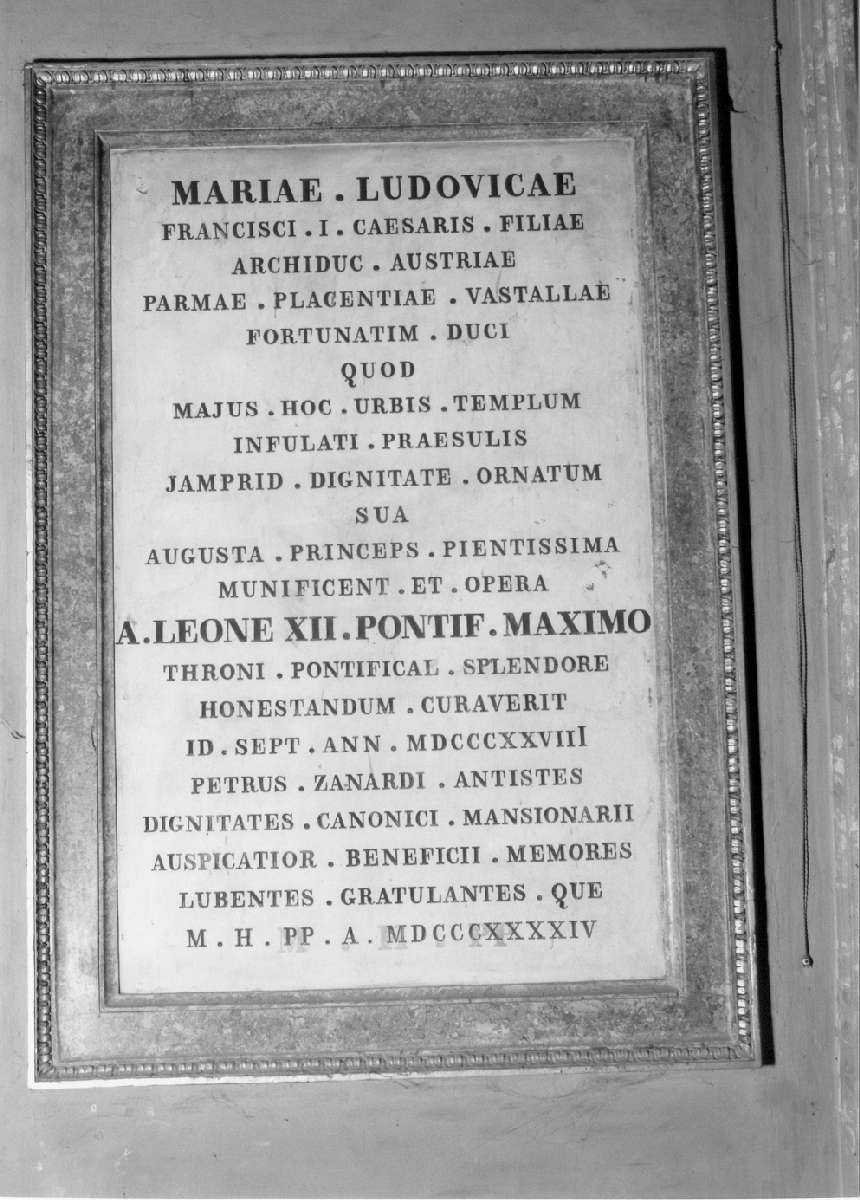 MARIAE . LUDOVICAE
FRANCISCI . I . CAESARIS . FILIAE
ARCHIDUC . AUSTRIAE
PARMAE . PLACENTIAE . VASTALLAE
FORTUNATIM . DUCI
QUOD
MAJUS . HOC . URBIS . TEMPLUM
INFULATI . PRAESULIS
JAMPRID . DIGNITATE . ORNATUM
SUA
AUGUSTA . PRINCEPS . PIENTISSIMA
MUNIFICENT . ET . OPERA
A . LEONE XII . PONTIF . MAXIMO
THRONI . PONTIFICAL . SPLENDORE
HONESTANDUM . CURAVERIT
ID . SEPT . ANN . MDCCCXXVIII
PETRUS . ZANARDI . ANTISTES
DIGNITATES . CANONICI . MANSIONARII
AUSPICATIOR . BENEFICII . MEMORES
LUBENTES . GRATULANTES . QUE
M . H . PP . A . MDCCCXXXXIV